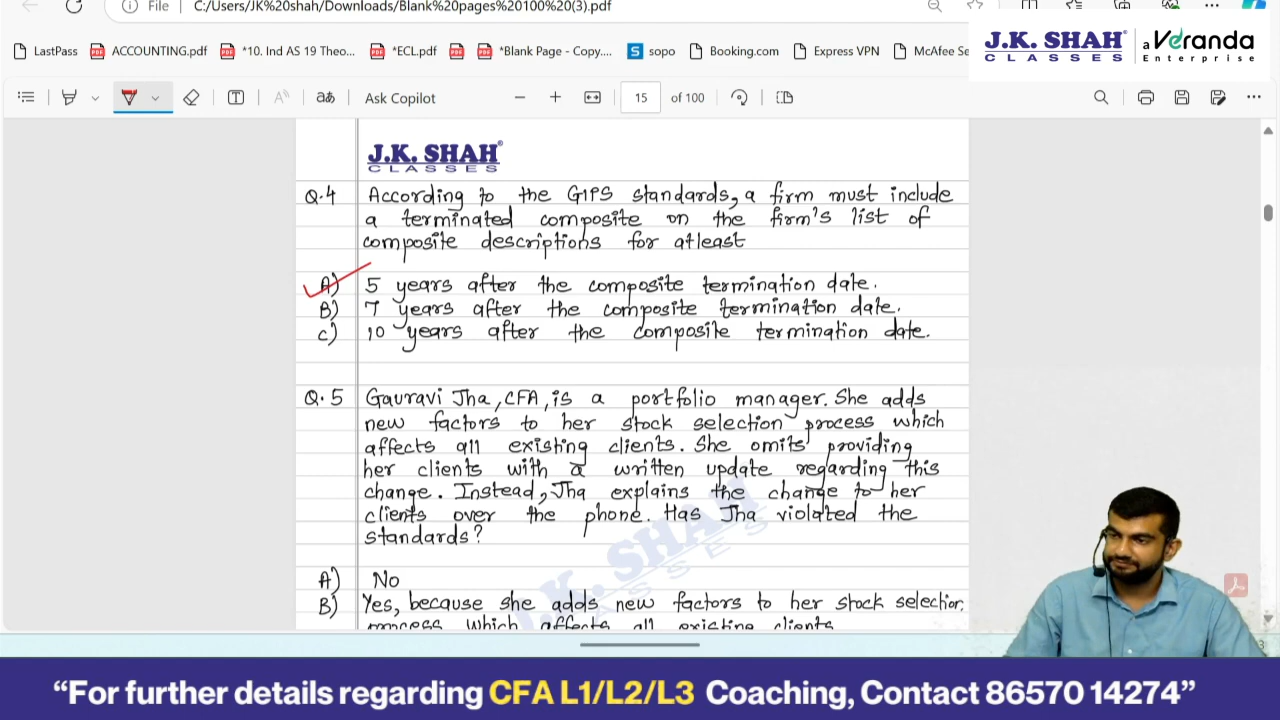 File
C:/Users/JK%20shah/Downloads/Blank%20pages%20100%20(3).pdf
LastPass
ACCOUNTING.pdf
*10. Ind AS 19 Theo...
*ECL.pdf
*Blank Page - Copy....
sopo
Booking.com
Express VPN
McAfee Se
J.K. SHAH®
CLASSES
a Veranda
Enterprise
Ask Copilot
15
of 100
J.K. SHAH®
CLASSES
Q.4 According to the GIPS standards, a firm must include
a terminated composite on the firm's list of
composite descriptions for atleast
A) 5 years after the composite termination date.
B) 7 years after the composite termination date.
C) 10 years after the composite termination date.
Q.5 Gauravi Jha, CFA, is a portfolio manager. She adds
new factors to her stock selection process which
affects all existing clients. She omits providing
her clients with a written update regarding this
change. Instead, Jha explains the change to her
clients over the phone. Has Jha violated the
standards?
J.K. SHAH
CLASSES
A) No
B) Yes, because she adds new factors to her stock selection
process which affects all existing clients
“For further details regarding CFA L1/L2/L3 Coaching, Contact 86570 14274”